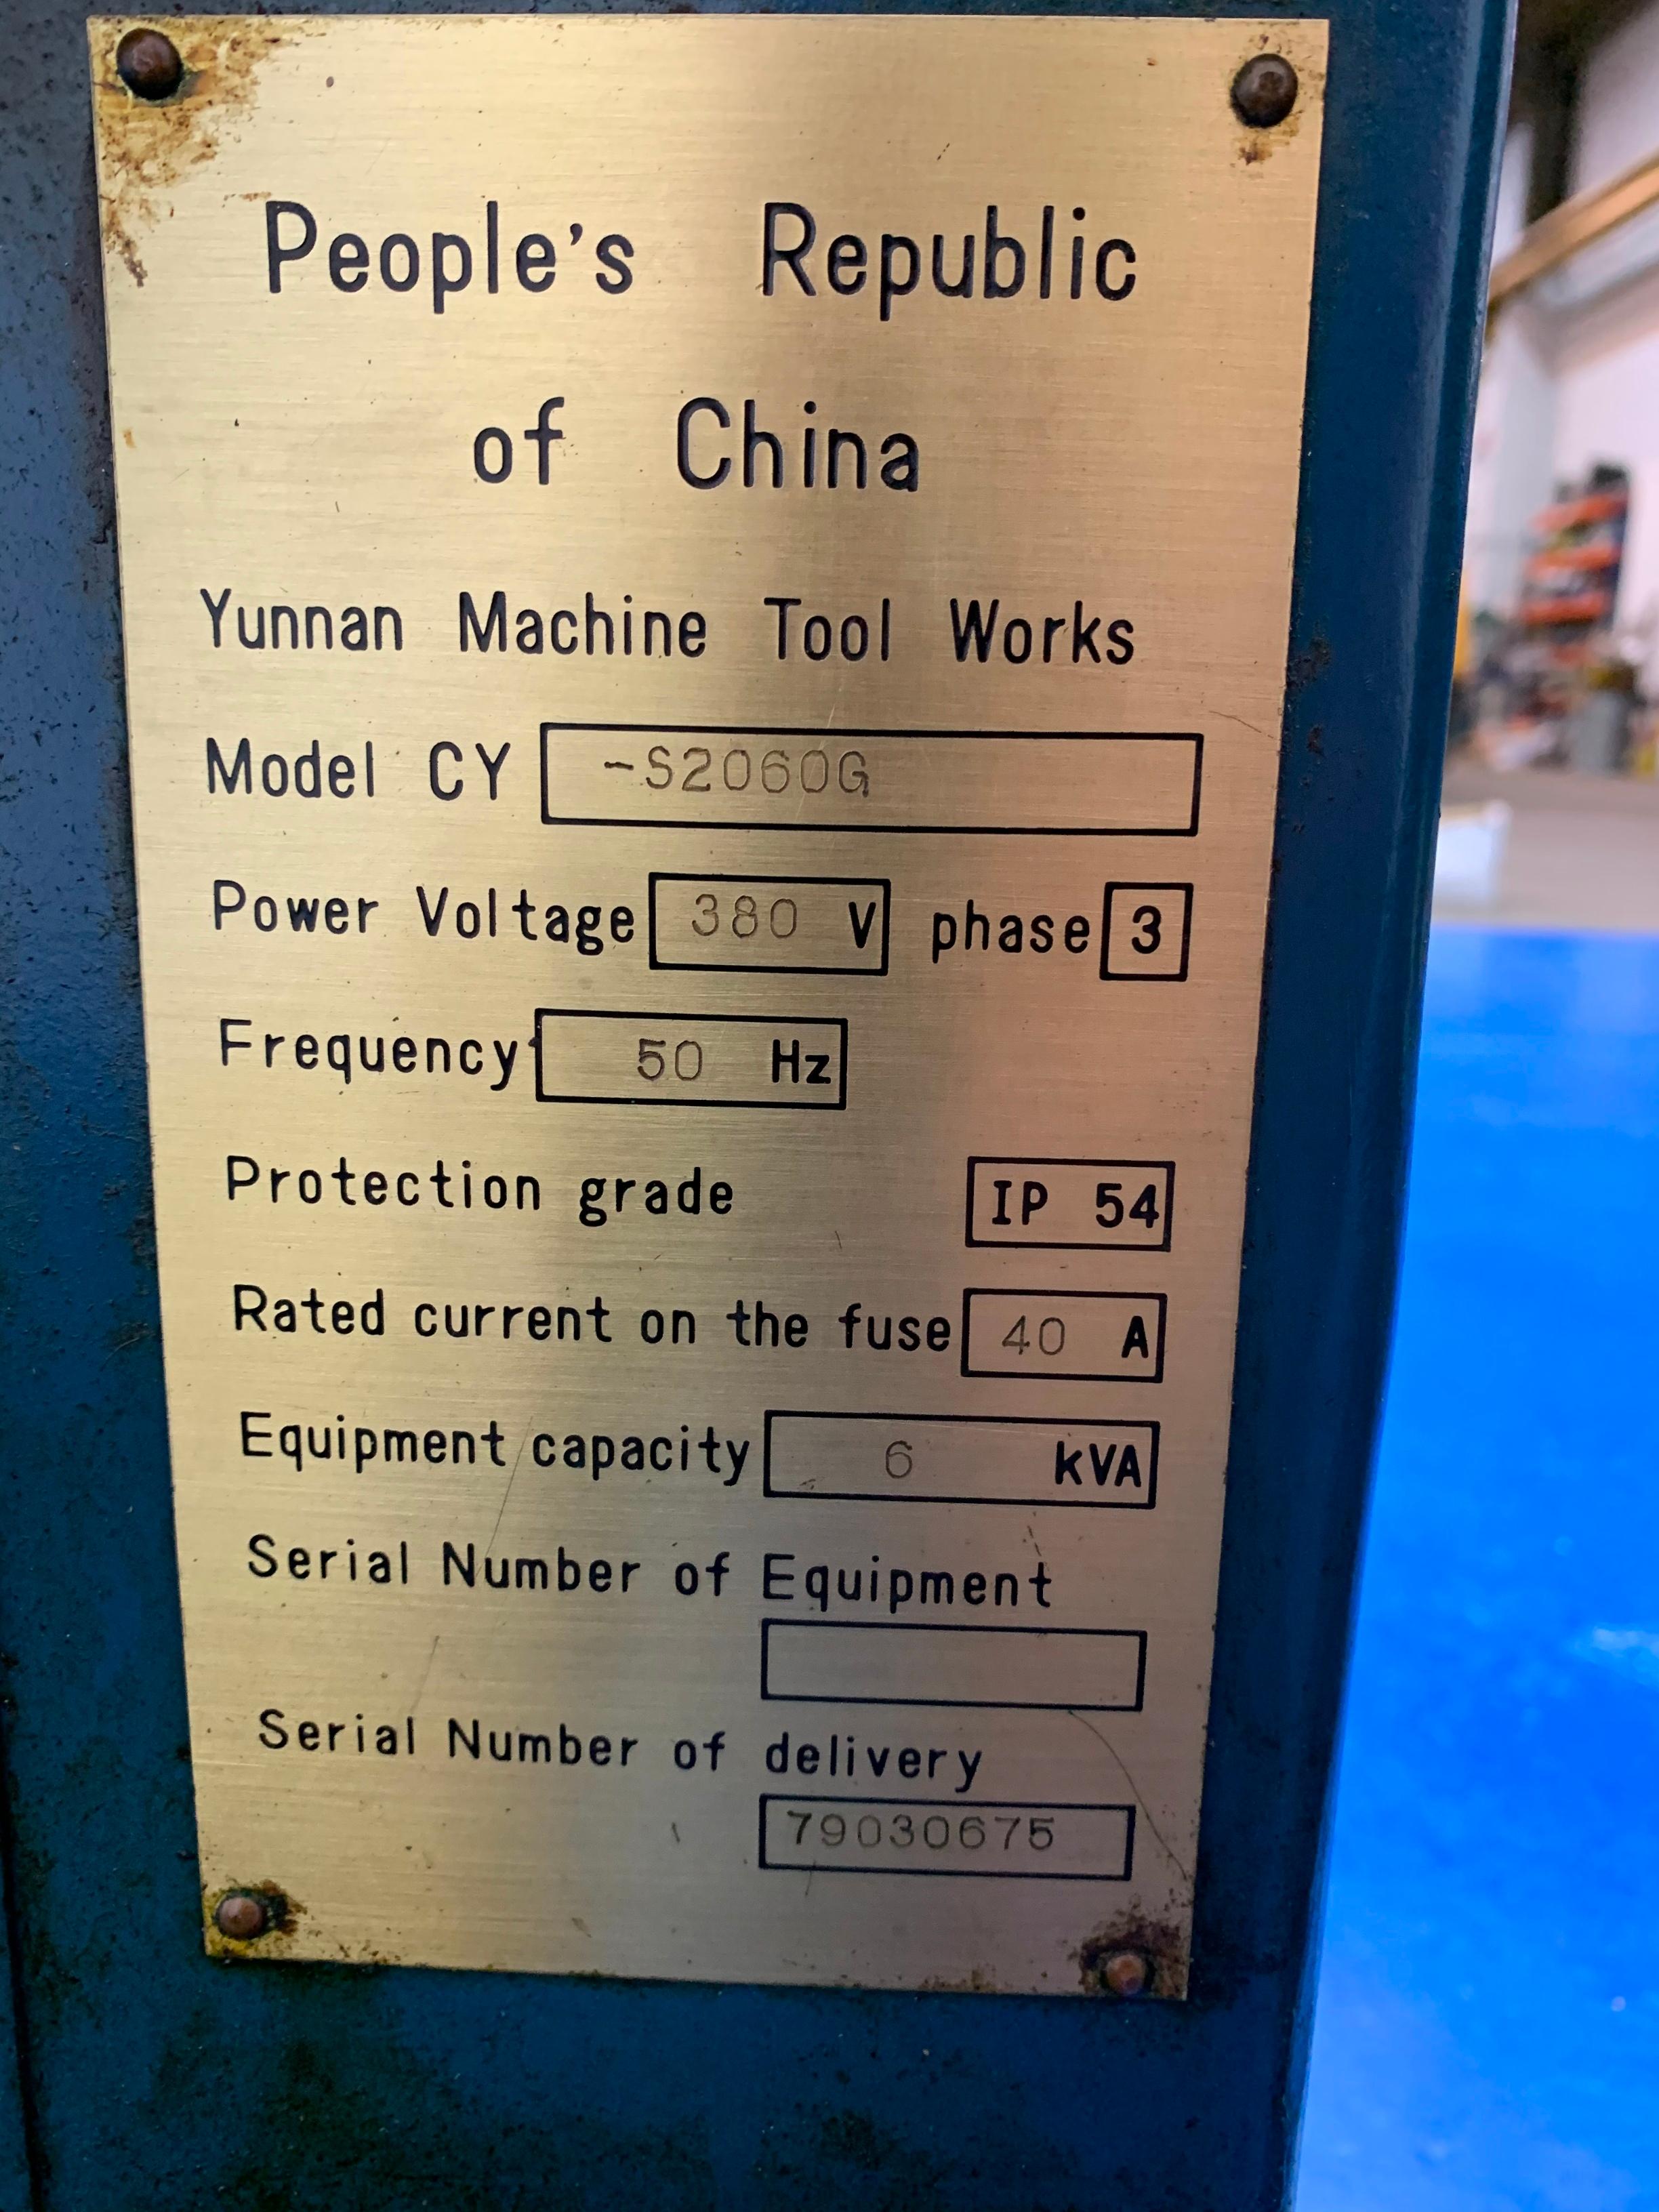 People's Republic
of China
Yunnan Machine Tool Works
Model CY -S2060G
Power Voltage 380 V phase 3
Frequency 50 Hz
Protection grade IP 54
Rated current on the fuse 40 A
Equipment capacity 6 kVA
Serial Number of Equipment
Serial Number of delivery
79030675